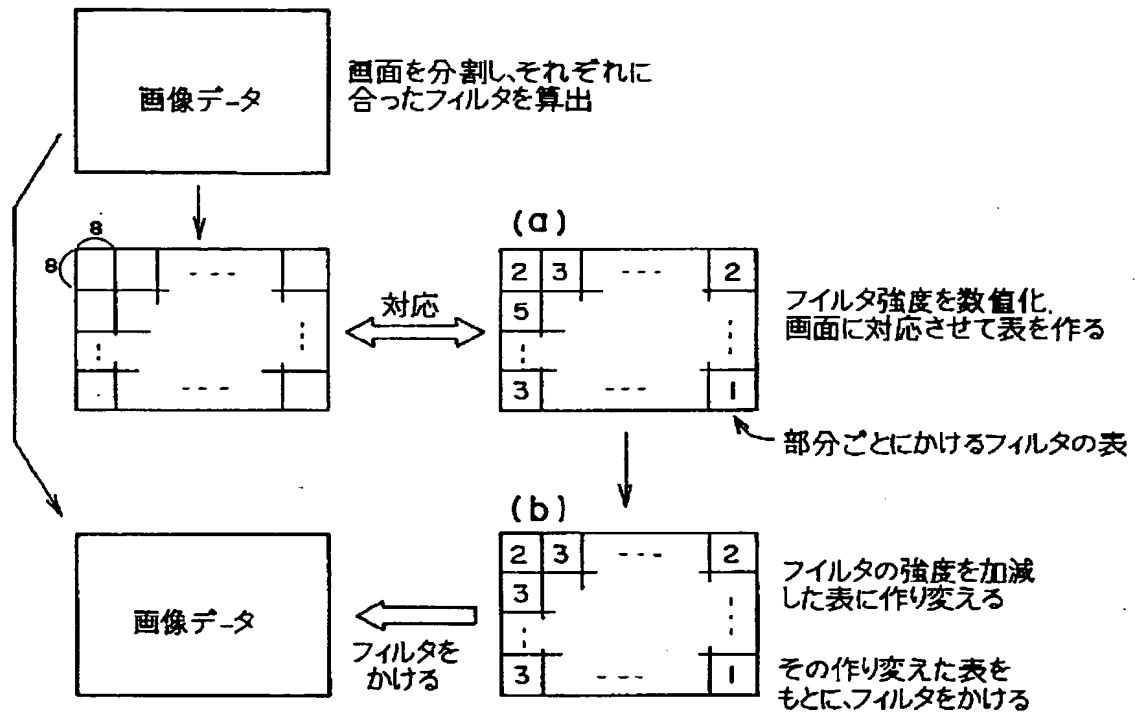 画像データ
画面を分割し、それぞれに
合ったフィルタを算出
8
8
---
対応
(a)
2 3 --- 2
5
3 --- 1
フイルタ強度を数値化、
画面に対応させて表を作る
部分ごとにかけるフィルタの表
---
(b)
2 3 --- 2
3
3 --- 1
フイルタの強度を加減
した表に作り変える
その作り変えた表を
もとに、フィルタをかける
フィルタを
かける
画像データ